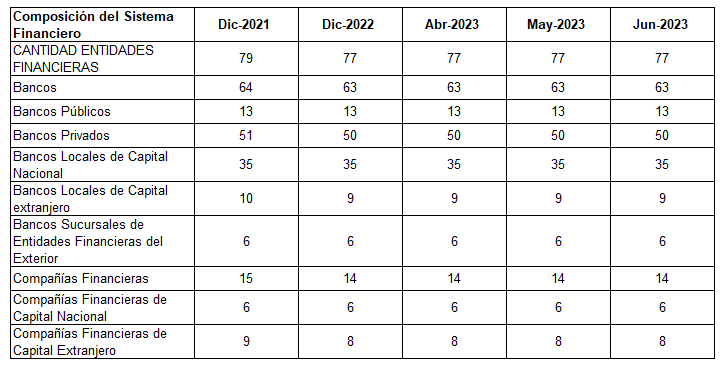 Composición del Sistema
Financiero
Dic-2021
Dic-2022
Abr-2023
May-2023
Jun-2023
CANTIDAD ENTIDADES
FINANCIERAS
79
77
77
77
77
Bancos
64
63
63
63
63
Bancos Públicos
13
13
13
13
13
Bancos Privados
51
50
50
50
50
Bancos Locales de Capital
Nacional
35
35
35
35
35
Bancos Locales de Capital
extranjero
10
9
9
9
9
Bancos Sucursales de
Entidades Financieras del
Exterior
6
6
6
6
6
Compañías Financieras
15
14
14
14
14
Compañías Financieras de
Capital Nacional
6
6
6
6
6
Compañías Financieras de
Capital Extranjero
9
8
8
8
8